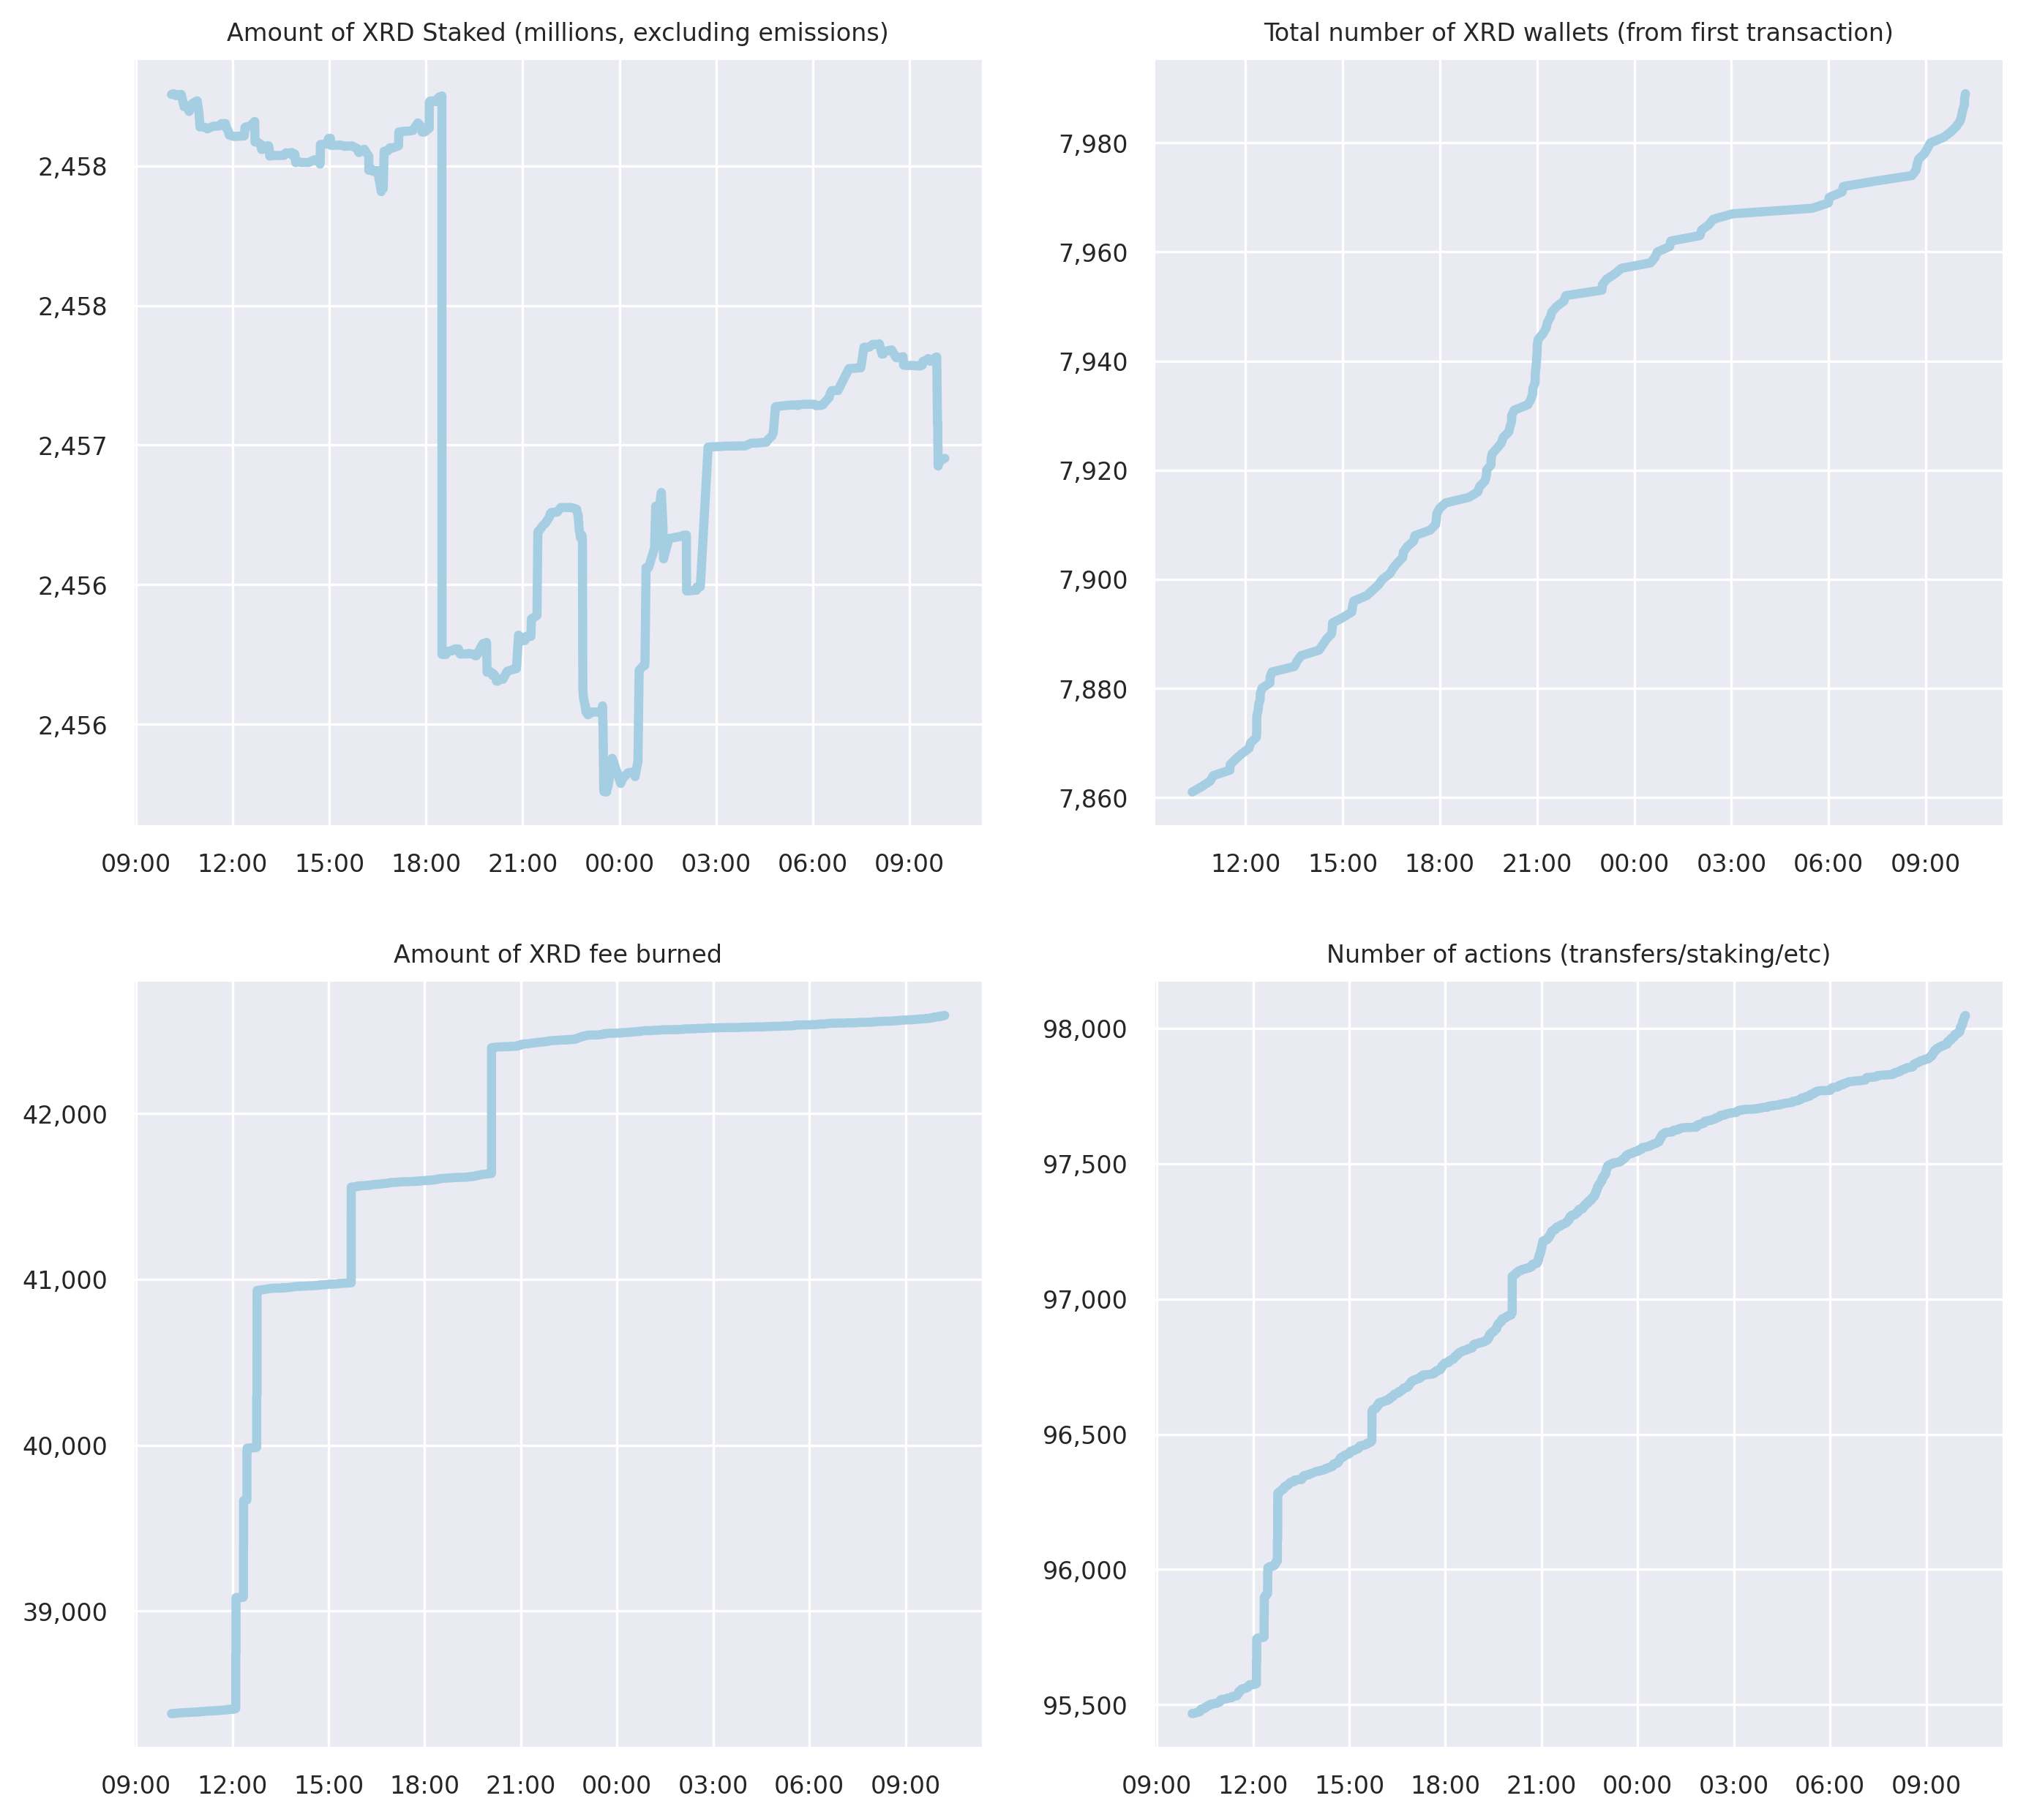 Amount of XRD Staked (millions, excluding emissions)
2,458
2,458
2,457
2,456
2,456
09:00 12:00 15:00 18:00 21:00 00:00 03:00 06:00 09:00
Total number of XRD wallets (from first transaction)
7,980
7,960
7,940
7,920
7,900
7,880
7,860
12:00 15:00 18:00 21:00 00:00 03:00 06:00 09:00
Amount of XRD fee burned
42,000
41,000
40,000
39,000
09:00 12:00 15:00 18:00 21:00 00:00 03:00 06:00 09:00
Number of actions (transfers/staking/etc)
98,000
97,500
97,000
96,500
96,000
95,500
09:00 12:00 15:00 18:00 21:00 00:00 03:00 06:00 09:00